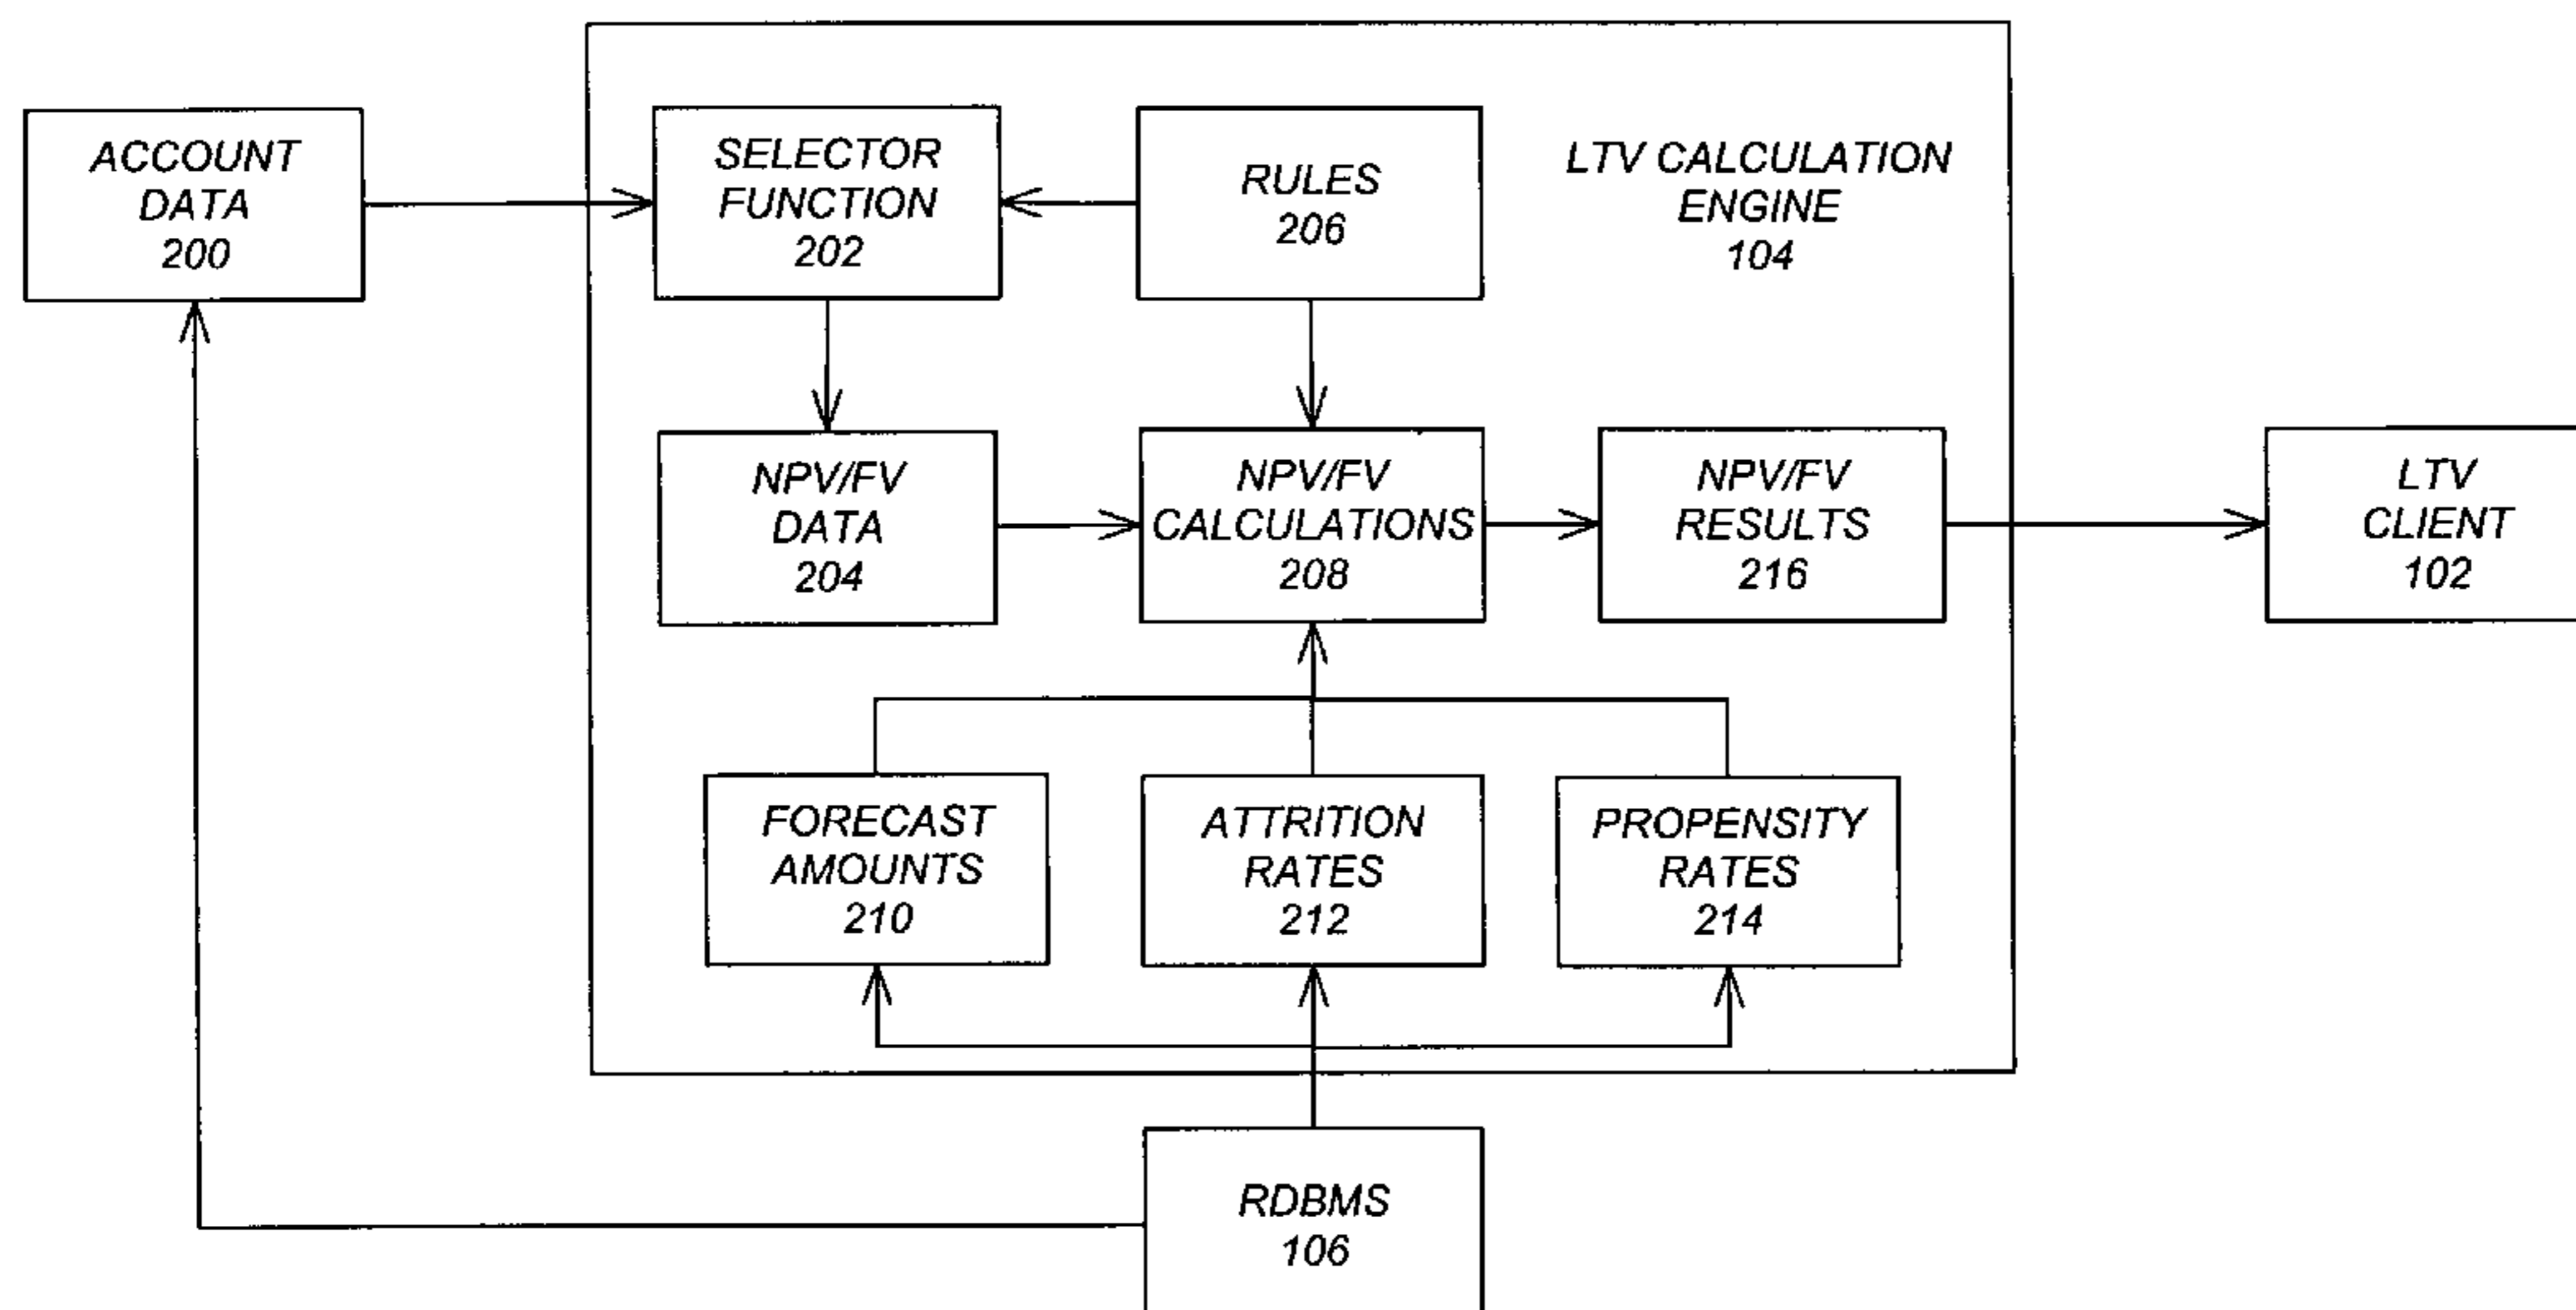 ACCOUNT
DATA
200
SELECTOR
FUNCTION
202
RULES
206
LTV CALCULATION
ENGINE
104
NPV/FV
DATA
204
NPV/FV
CALCULATIONS
208
NPV/FV
RESULTS
216
LTV
CLIENT
102
FORECAST
AMOUNTS
210
ATTRITION
RATES
212
PROPENSITY
RATES
214
RDBMS
106